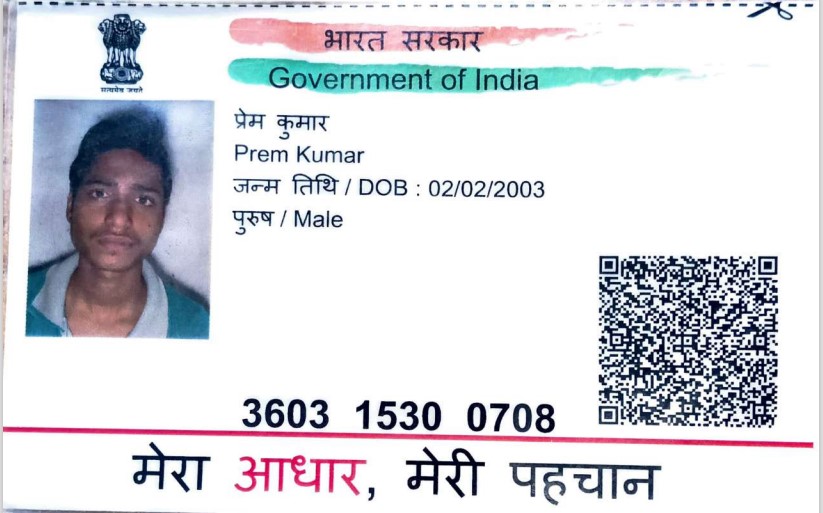 भारत सरकार
Government of India
सत्यमेव जयते
प्रेम कुमार
Prem Kumar
जन्म तिथि / DOB : 02/02/2003
पुरुष / Male
3603 1530 0708
मेरा आधार, मेरी पहचान